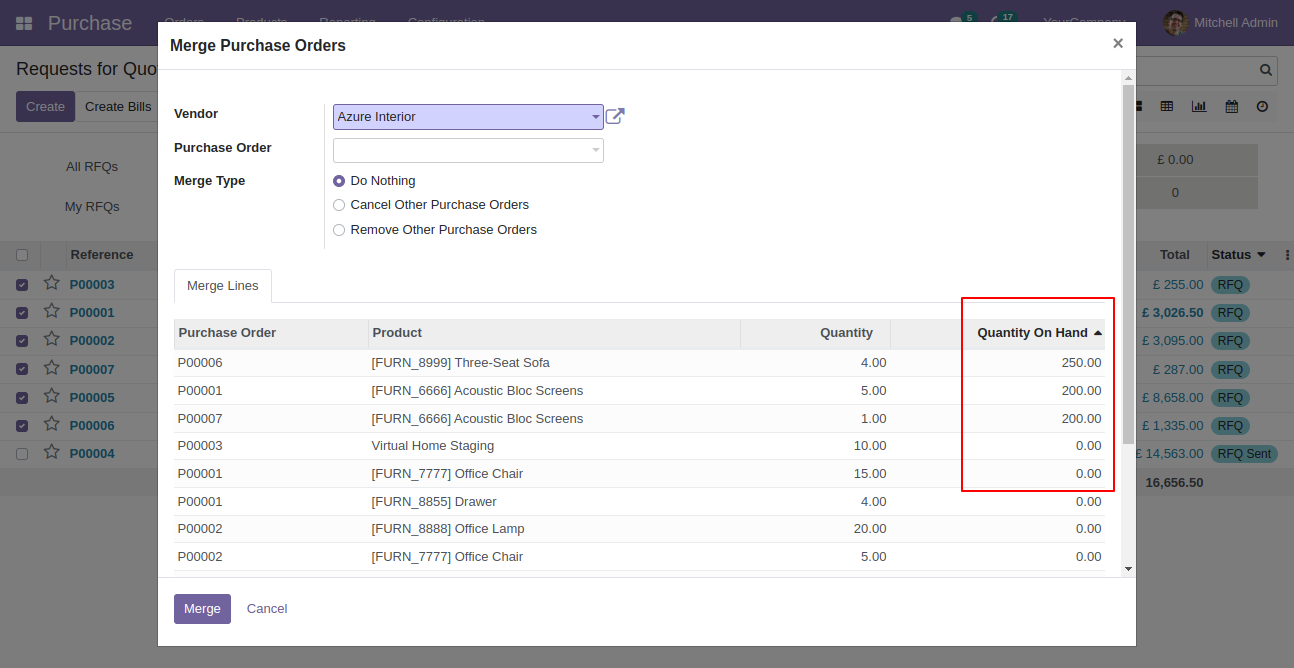 Purchase Orders Products Reporting Configuration 5 17 YourCompany Mitchell Admin
Merge Purchase Orders ×
Requests for Quo
Create Create Bills
Vendor Azure Interior
Purchase Order
Merge Type Do Nothing
Cancel Other Purchase Orders
Remove Other Purchase Orders
All RFQs £ 0.00
My RFQs 0
Reference Total Status
P00003 £ 255.00 RFQ
P00001 £ 3,026.50 RFQ
P00002 £ 3,095.00 RFQ
P00007 £ 287.00 RFQ
P00005 £ 8,658.00 RFQ
P00006 £ 1,335.00 RFQ
P00004 £ 14,563.00 RFQ Sent
16,656.50
Merge Lines
Purchase Order Product Quantity Quantity On Hand
P00006 [FURN_8999] Three-Seat Sofa 4.00 250.00
P00001 [FURN_6666] Acoustic Bloc Screens 5.00 200.00
P00007 [FURN_6666] Acoustic Bloc Screens 1.00 200.00
P00003 Virtual Home Staging 10.00 0.00
P00001 [FURN_7777] Office Chair 15.00 0.00
P00001 [FURN_8855] Drawer 4.00 0.00
P00002 [FURN_8888] Office Lamp 20.00 0.00
P00002 [FURN_7777] Office Chair 5.00 0.00
Merge Cancel